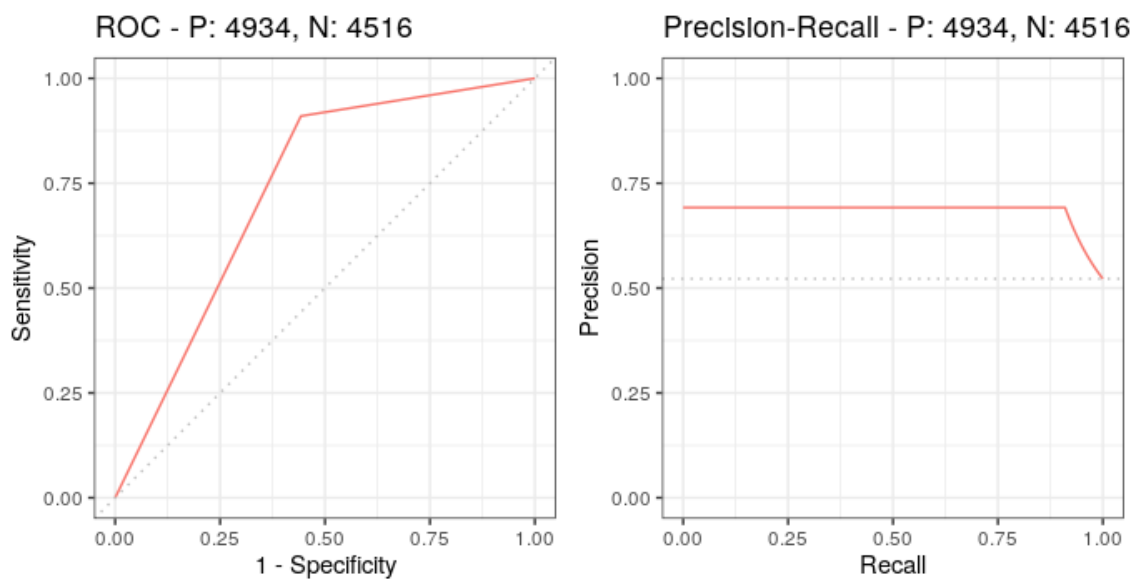 ROC - P: 4934, N: 4516
1.00
0.75
0.50
0.25
0.00
Sensitivity
0.00 0.25 0.50 0.75 1.00
1 - Specificity
Precision-Recall - P: 4934, N: 4516
1.00
0.75
0.50
0.25
0.00
Precision
0.00 0.25 0.50 0.75 1.00
Recall